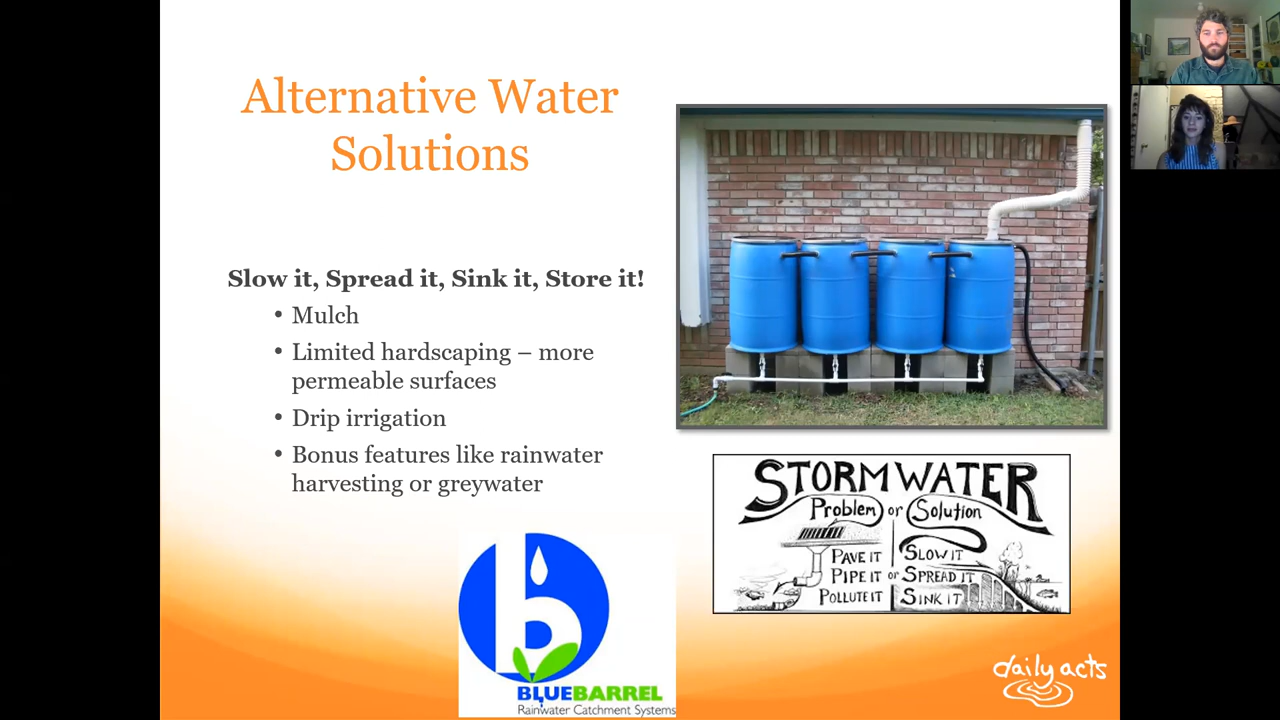 Alternative Water
Solutions
Slow it, Spread it, Sink it, Store it!
• Mulch
• Limited hardscaping – more
permeable surfaces
• Drip irrigation
• Bonus features like rainwater
harvesting or greywater
STORMWATER
Problem or Solution
PAVE IT SLOW IT
PIPE IT or SPREAD IT
POLLUTE IT SINK IT
b
BLUEBARREL
Rainwater Catchment Systems
daily acts